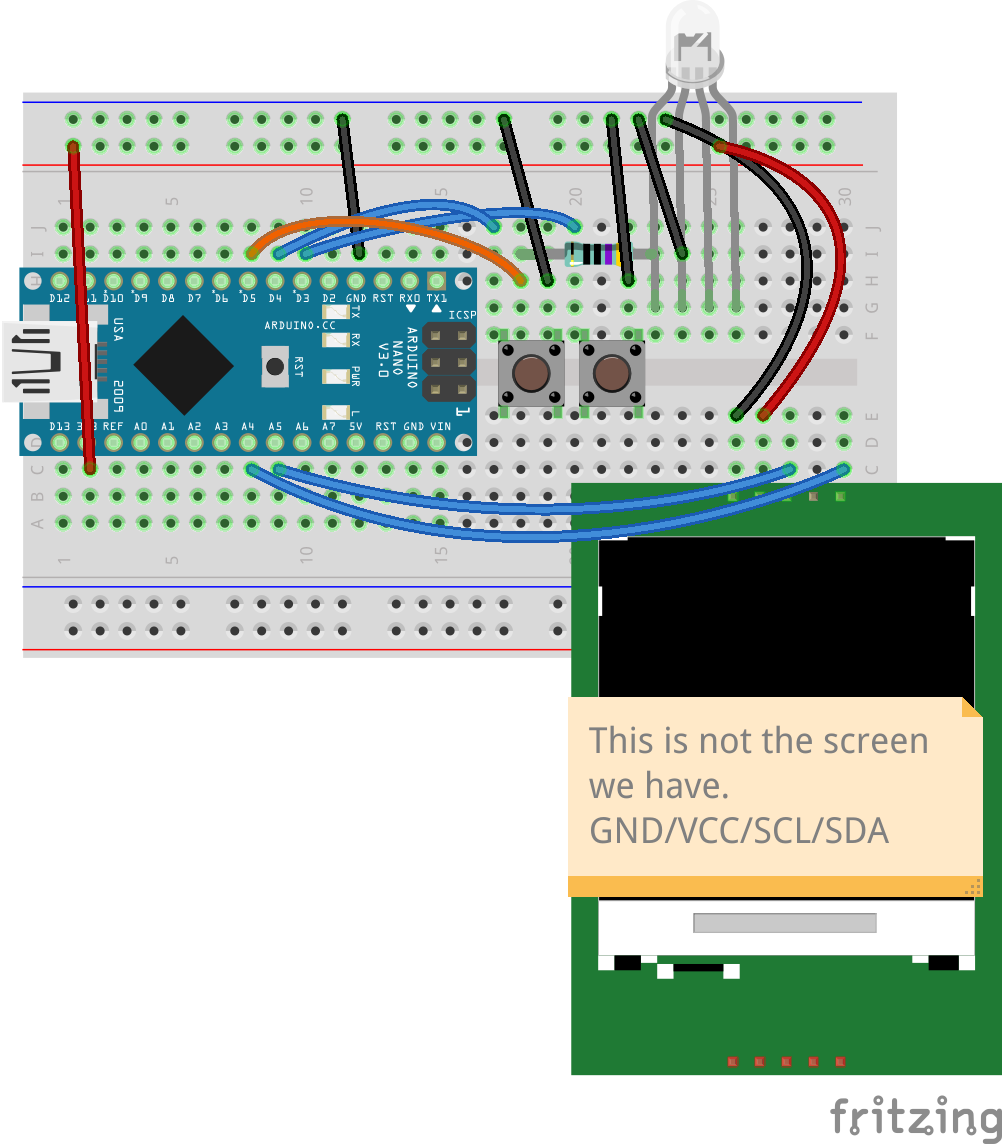 1 5 10 15 20 25 30
J
I
H
G
F
D12 D11 *D10 *D9 D8 D7 *D6 *D5 D4 *D3 D2 GND RST RX0 TX1
TX
RX
PWR
L
USA
2005
ARDUINO.CC
RST
ARDUINO
NANO
V3.0
ICSP
1
D13 3V3 REF A0 A1 A2 A3 A4 A5 A6 A7 5V RST GND VIN
E
D
C
B
A
1 5 10 15
This is not the screen
we have.
GND/VCC/SCL/SDA
fritzing